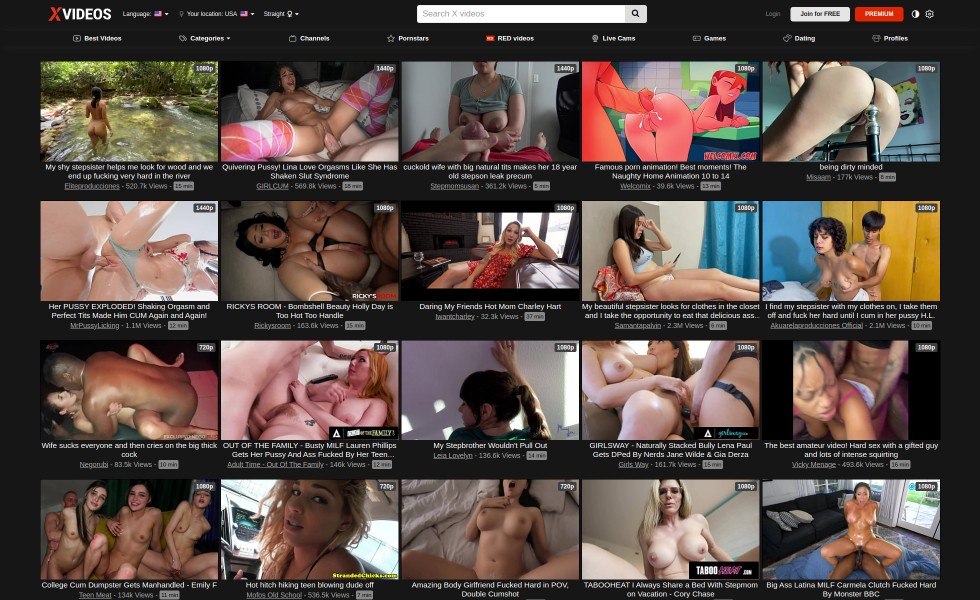 XVIDEOS
Language:
Your location: USA
Straight
Search X videos
Login
Join for FREE
PREMIUM
Best Videos
Categories
Channels
Pornstars
RED videos
Live Cams
Games
Dating
Profiles
1080p
1440p
1440p
1080p
1080p
WELCOMIX.COM
My shy stepsister helps me look for wood and we
end up fucking very hard in the river
Eliteproducciones - 520.7k Views - 15 min
Quivering Pussy! Lina Love Orgasms Like She Has
Shaken Slut Syndrome
GIRLCUM - 569.8k Views - 18 min
cuckold wife with big natural tits makes her 18 year
old stepson leak precum
Stepmomsusan - 361.2k Views - 5 min
Famous porn animation! Best moments! The
Naughty Home Animation 10 to 14
Welcomix - 39.6k Views - 13 min
being dirty minded
Misaam - 177k Views - 8 min
1440p
1080p
1080p
1080p
1080p
Her PUSSY EXPLODED! Shaking Orgasm and
Perfect Tits Made Him CUM Again and Again!
MrPussyLicking - 1.1M Views - 12 min
RICKYS ROOM - Bombshell Beauty Holly Day is
Too Hot Too Handle
Rickysroom - 163.6k Views - 15 min
Daring My Friends Hot Mom Charley Hart
Iwantcharley - 32.3k Views - 37 min
My beautiful stepsister looks for clothes in the closet
and I take the opportunity to eat that delicious ass...
Samantapalvin - 2.3M Views - 6 min
I find my stepsister with my clothes on, I take them
off and fuck her hard until I cum in her pussy H.L.
Akuarelaproducciones Official - 2.1M Views - 10 min
720p
1080p
1080p
1080p
1080p
Wife sucks everyone and then cries on the big thick
cock
Negorubi - 83.5k Views - 10 min
OUT OF THE FAMILY - Busty MILF Lauren Phillips
Gets Her Pussy And Ass Fucked By Her Teen...
Adult Time - Out Of The Family - 146k Views - 12 min
My Stepbrother Wouldn't Pull Out
Leia Lovelyn - 136.6k Views - 14 min
girlsway.com
GIRLSWAY - Naturally Stacked Bully Lena Paul
Gets DPed By Nerds Jane Wilde & Gia Derza
Girls Way - 161.7k Views - 15 min
The best amateur video! Hard sex with a gifted guy
and lots of intense squirting
Vicky Menage - 493.6k Views - 16 min
1080p
720p
720p
1080p
1080p
StrandedChicks.com
TABOO HEAT.COM
College Cum Dumpster Gets Manhandled - Emily F
Teen Meat - 134k Views - 11 min
Hot hitch hiking teen blowing dude off
Mofos Old School - 536.5k Views - 7 min
Amazing Body Girlfriend Fucked Hard in POV,
Double Cumshot
TABOOHEAT I Always Share a Bed With Stepmom
on Vacation - Cory Chase
Big Ass Latina MILF Carmela Clutch Fucked Hard
By Monster BBC